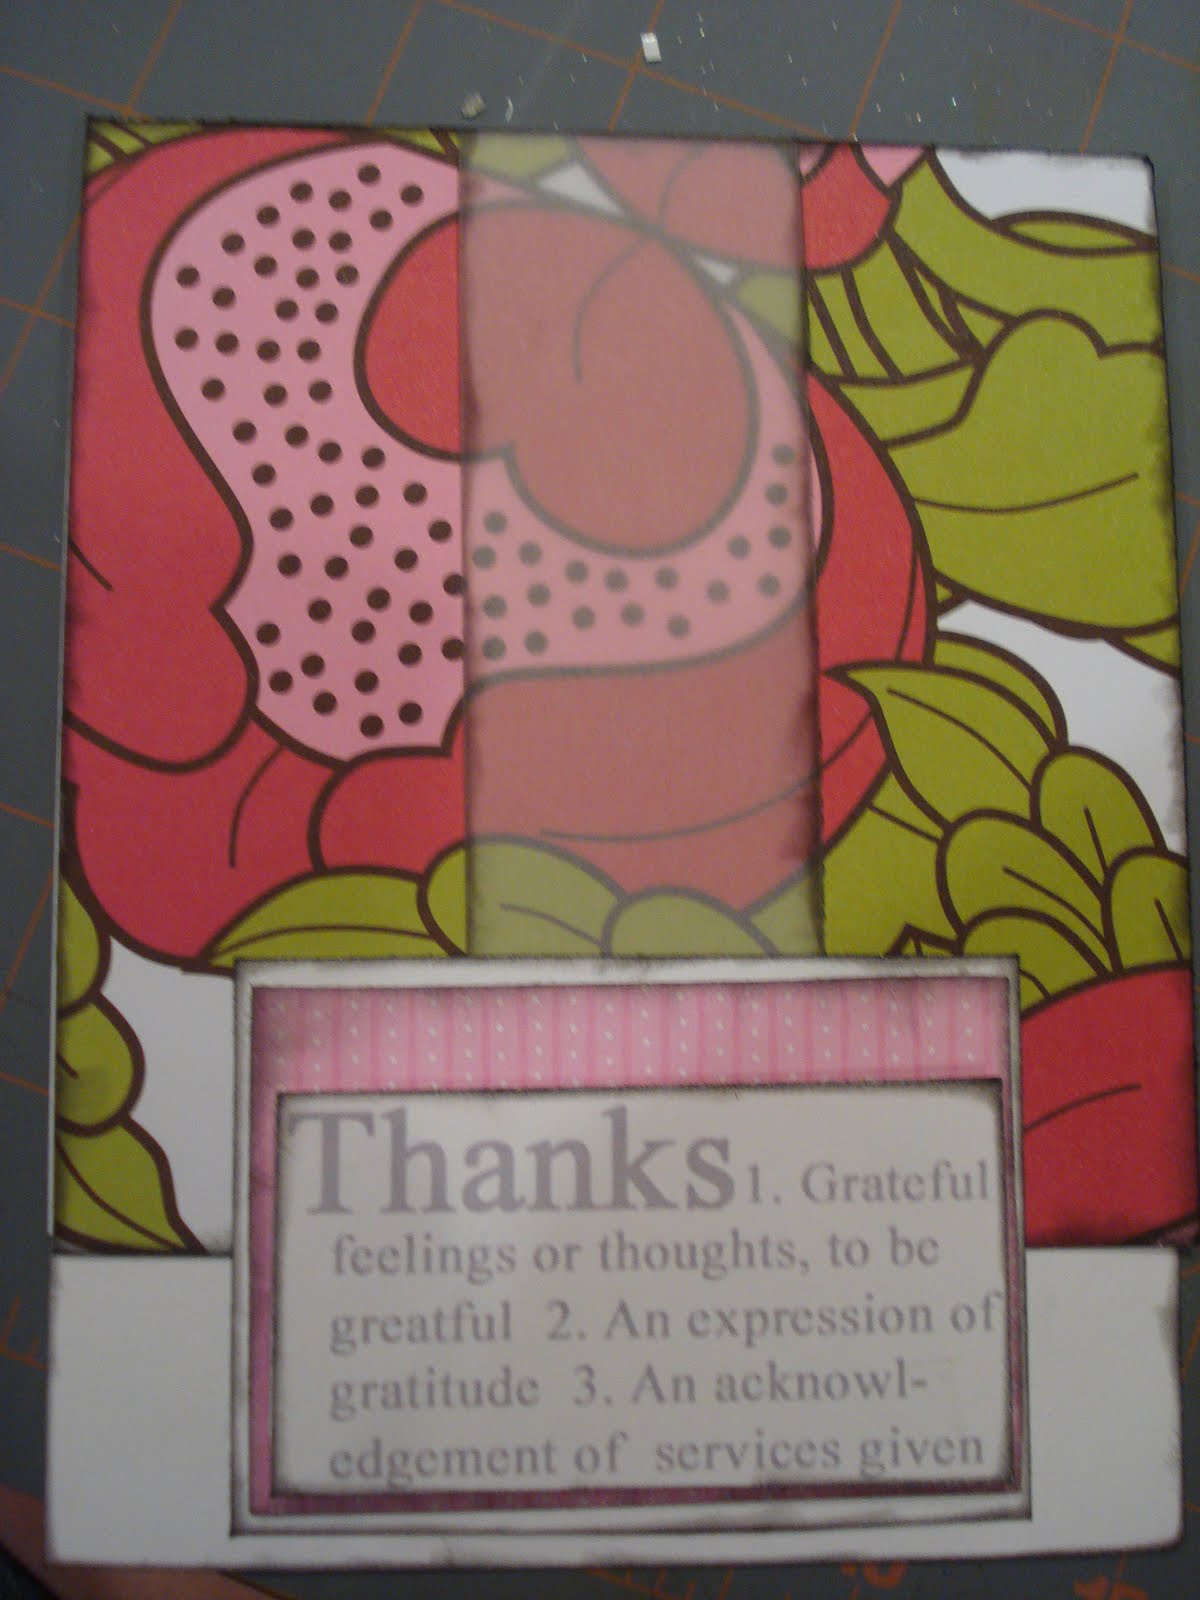 Thanks 1. Grateful
feelings or thoughts, to be
greatful 2. An expression of
gratitude 3. An acknowl-
edgement of services given